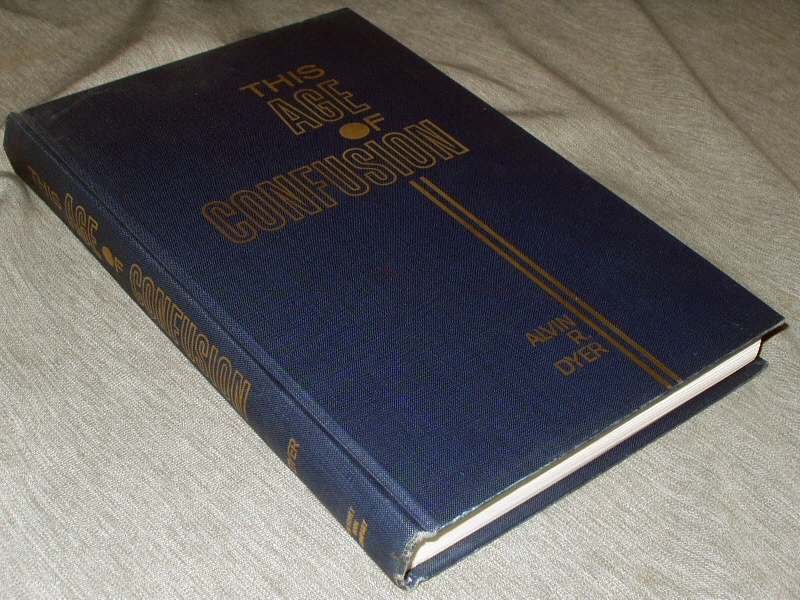 THIS
AGE
OF
CONFUSION
ALVIN
R.
DYER
THIS AGE OF CONFUSION
DYER